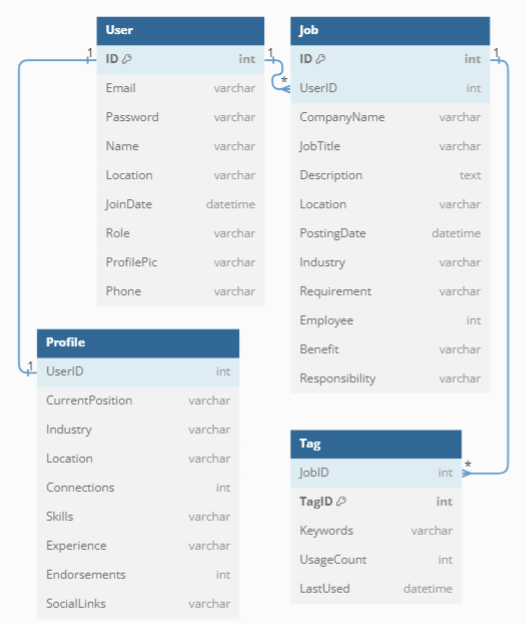 User
1
ID int
Email varchar
Password varchar
Name varchar
Location varchar
JoinDate datetime
Role varchar
ProfilePic varchar
Phone varchar
Job
1
ID int
1
*
UserID int
CompanyName varchar
JobTitle varchar
Description text
Location varchar
PostingDate datetime
Industry varchar
Requirement varchar
Employee int
Benefit varchar
Responsibility varchar
Profile
1
UserID int
CurrentPosition varchar
Industry varchar
Location varchar
Connections int
Skills varchar
Experience varchar
Endorsements int
SocialLinks varchar
Tag
JobID int
*
TagID int
Keywords varchar
UsageCount int
LastUsed datetime